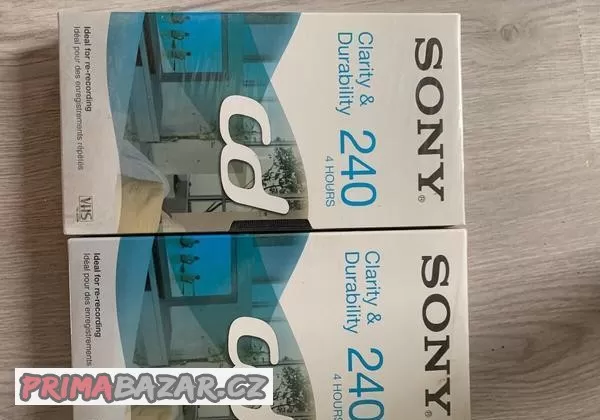 SONY®
Clarity &
Durability
240
4 HOURS
cd
Ideal for re-recording
Idéal pour des enregistrements répétés
VHS
SONY®
Clarity &
Durability
240
4 HOURS
cd
Ideal for re-recording
Idéal pour des enregistrements
PRIMABAZAR.CZ